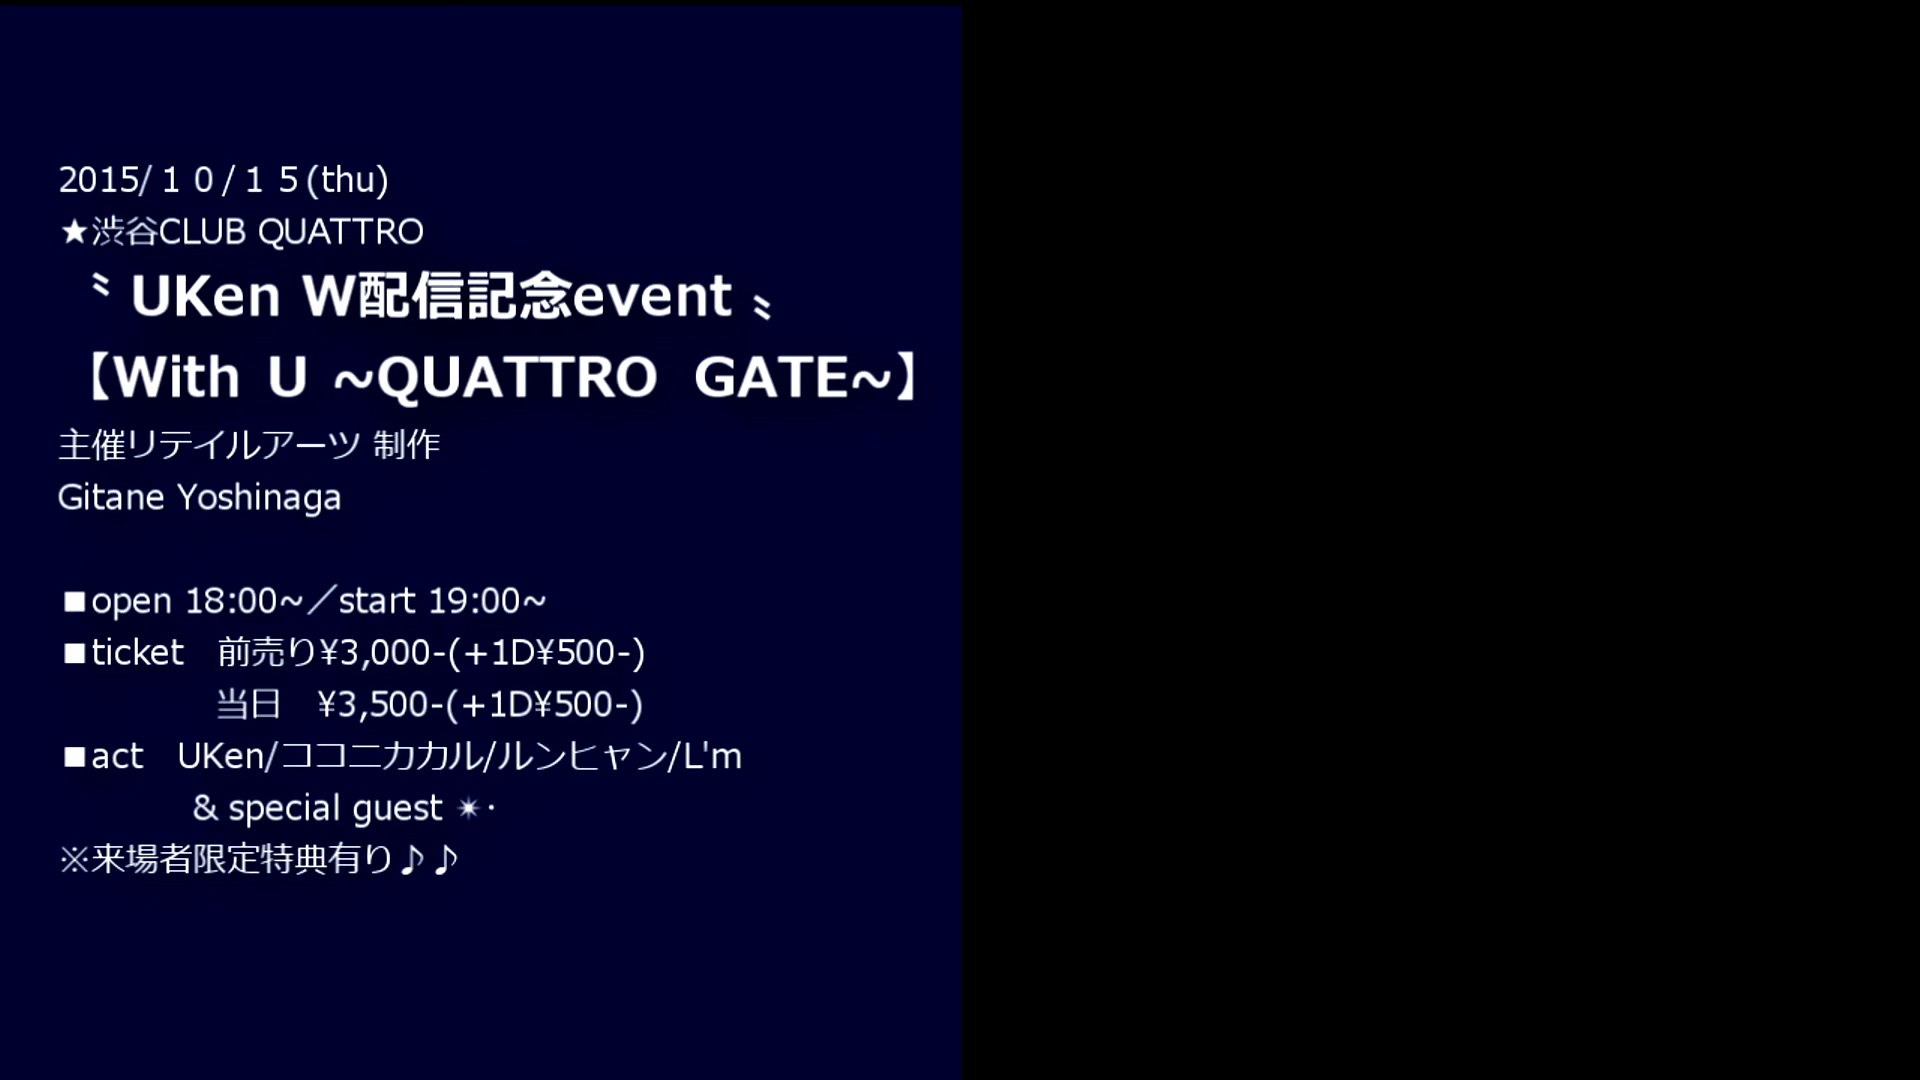 2015/１０/１５(thu)
★渋谷CLUB QUATTRO
〝UKen W配信記念event〟
【With U ~QUATTRO GATE~】
主催リテイルアーツ 制作
Gitane Yoshinaga
■open 18:00~／start 19:00~
■ticket　前売り¥3,000-(+1D¥500-)
当日　¥3,500-(+1D¥500-)
■act　UKen/ココニカカル/ルンヒャン/L'm
& special guest ✴︎·
※来場者限定特典有り♪♪